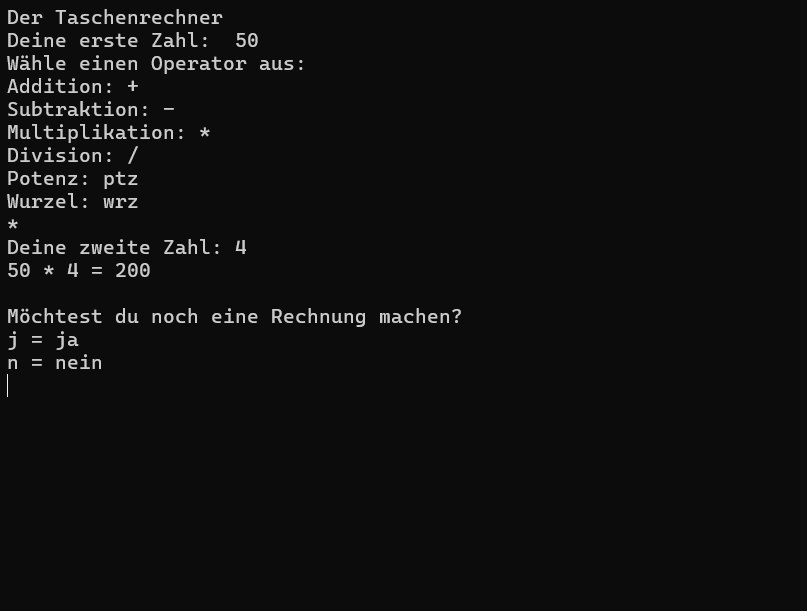 Der Taschenrechner
Deine erste Zahl:  50
Wähle einen Operator aus:
Addition: +
Subtraktion: -
Multiplikation: *
Division: /
Potenz: ptz
Wurzel: wrz
*
Deine zweite Zahl: 4
50 * 4 = 200

Möchtest du noch eine Rechnung machen?
j = ja
n = nein